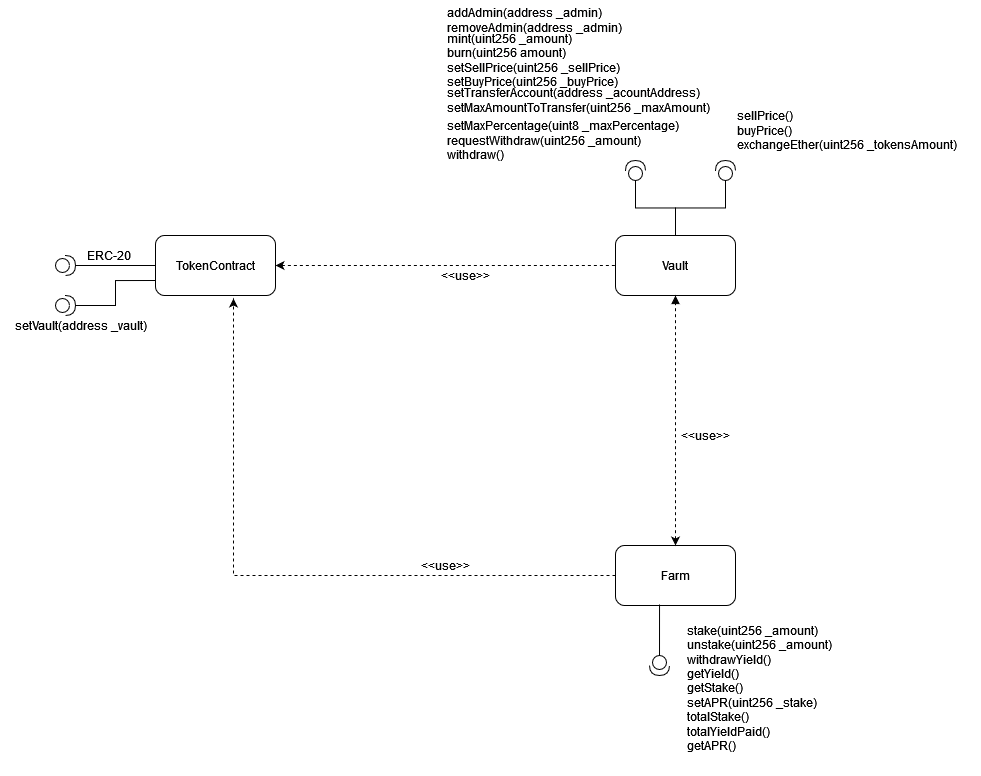 addAdmin(address _admin)
removeAdmin(address _admin)
mint(uint256 _amount)
burn(uint256 amount)
setSellPrice(uint256 _sellPrice)
setBuyPrice(uint256 _buyPrice)
setTransferAccount(address _acountAddress)
setMaxAmountToTransfer(uint256 _maxAmount)
setMaxPercentage(uint8 _maxPercentage)
requestWithdraw(uint256 _amount)
withdraw()
sellPrice()
buyPrice()
exchangeEther(uint256 _tokensAmount)
ERC-20
TokenContract
Vault
<<use>>
setVault(address _vault)
<<use>>
<<use>>
Farm
stake(uint256 _amount)
unstake(uint256 _amount)
withdrawYield()
getYield()
getStake()
setAPR(uint256 _stake)
totalStake()
totalYieldPaid()
getAPR()